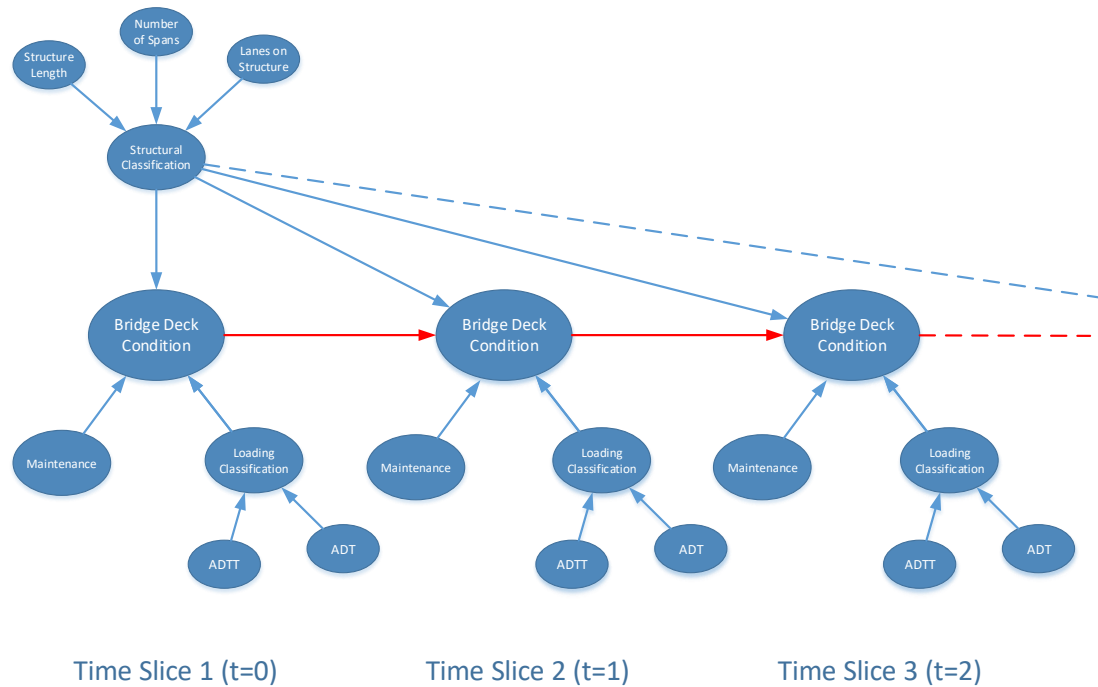 Number
of Spans
Structure
Length
Lanes on
Structure
Structural
Classification
Bridge Deck
Condition
Bridge Deck
Condition
Bridge Deck
Condition
Maintenance
Loading
Classification
Maintenance
Loading
Classification
Maintenance
Loading
Classification
ADTT
ADT
ADTT
ADT
ADTT
ADT
Time Slice 1 (t=0)
Time Slice 2 (t=1)
Time Slice 3 (t=2)